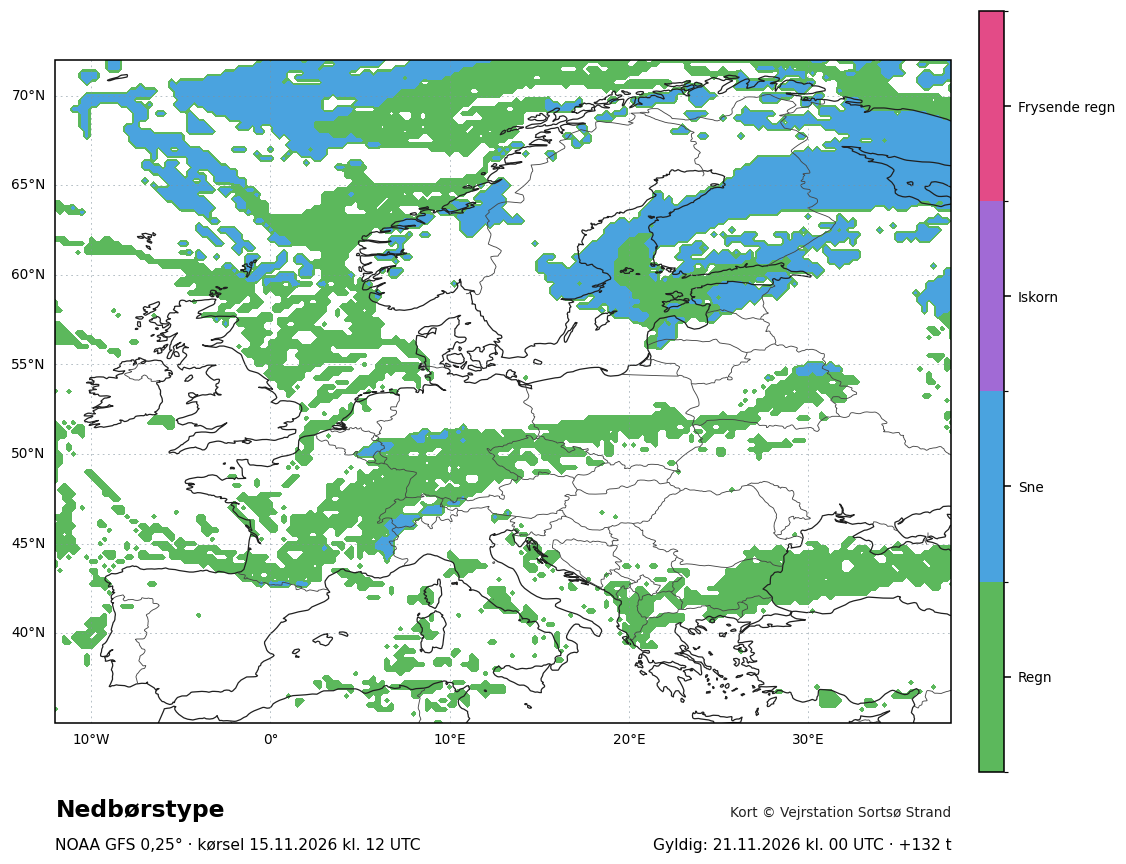 70°N
65°N
60°N
55°N
50°N
45°N
40°N
10°W
0°
10°E
20°E
30°E
Frysende regn
Iskorn
Sne
Regn
Nedbørstype
Kort © Vejrstation Sortsø Strand
NOAA GFS 0,25° · kørsel 15.11.2026 kl. 12 UTC
Gyldig: 21.11.2026 kl. 00 UTC · +132 t